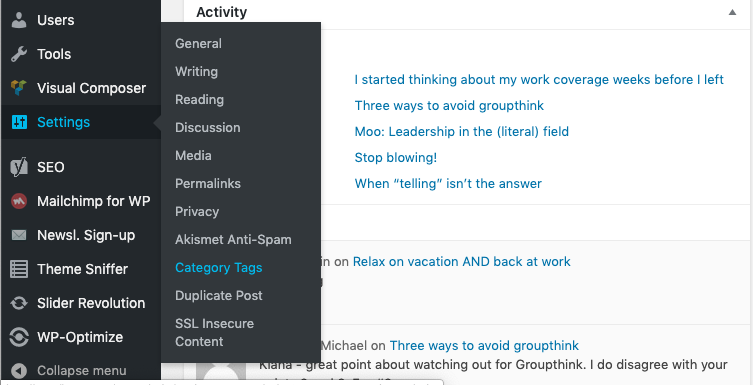 Users
Tools
Visual Composer
Settings
SEO
Mailchimp for WP
Newsl. Sign-up
Theme Sniffer
Slider Revolution
WP-Optimize
Collapse menu
General
Writing
Reading
Discussion
Media
Permalinks
Privacy
Akismet Anti-Spam
Category Tags
Duplicate Post
SSL Insecure
Content
Activity
I started thinking about my work coverage weeks before I left
Three ways to avoid groupthink
Moo: Leadership in the (literal) field
Stop blowing!
When “telling” isn’t the answer
on Relax on vacation AND back at work
Michael on Three ways to avoid groupthink
Kiana - great point about watching out for Groupthink. I do disagree with your